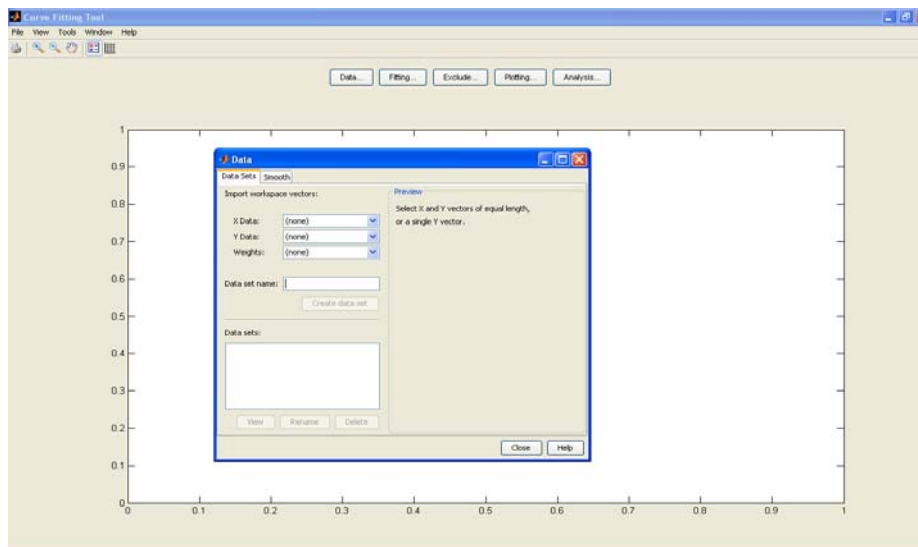 Curve Fitting Tool
File View Tools Window Help
Data... Fitting... Exclude... Plotting... Analysis...
1
0.9
0.8
0.7
0.6
0.5
0.4
0.3
0.2
0.1
0
0 0.1 0.2 0.3 0.4 0.5 0.6 0.7 0.8 0.9 1
Data
Data Sets Smooth
Import workspace vectors:
X Data: (none)
Y Data: (none)
Weights: (none)
Data set name:
Create data set
Data sets:
View Rename Delete
Preview
Select X and Y vectors of equal length,
or a single Y vector.
Close Help